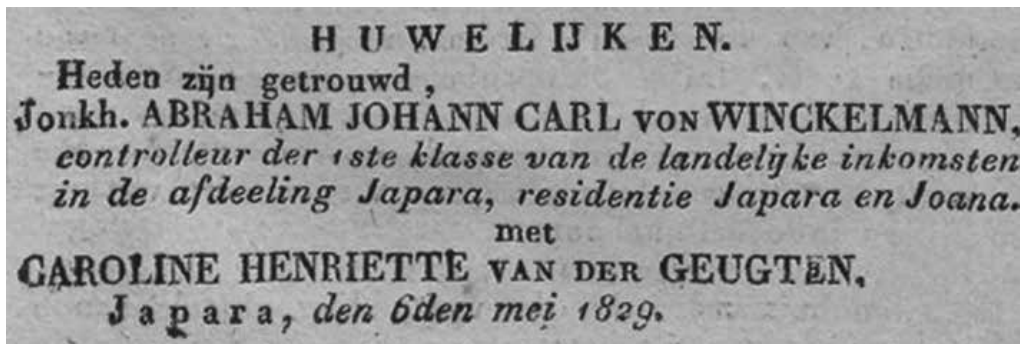 HUWELIJKEN.
Heden zijn getrouwd,
Jonkh. ABRAHAM JOHANN CARL VON WINCKELMANN,
controlleur der 1ste klasse van de landelijke inkomsten
in de afdeeling Japara, residentie Japara en Joana.
met
CAROLINE HENRIETTE VAN DER GEUGTEN,
Japara, den 6den mei 1829.